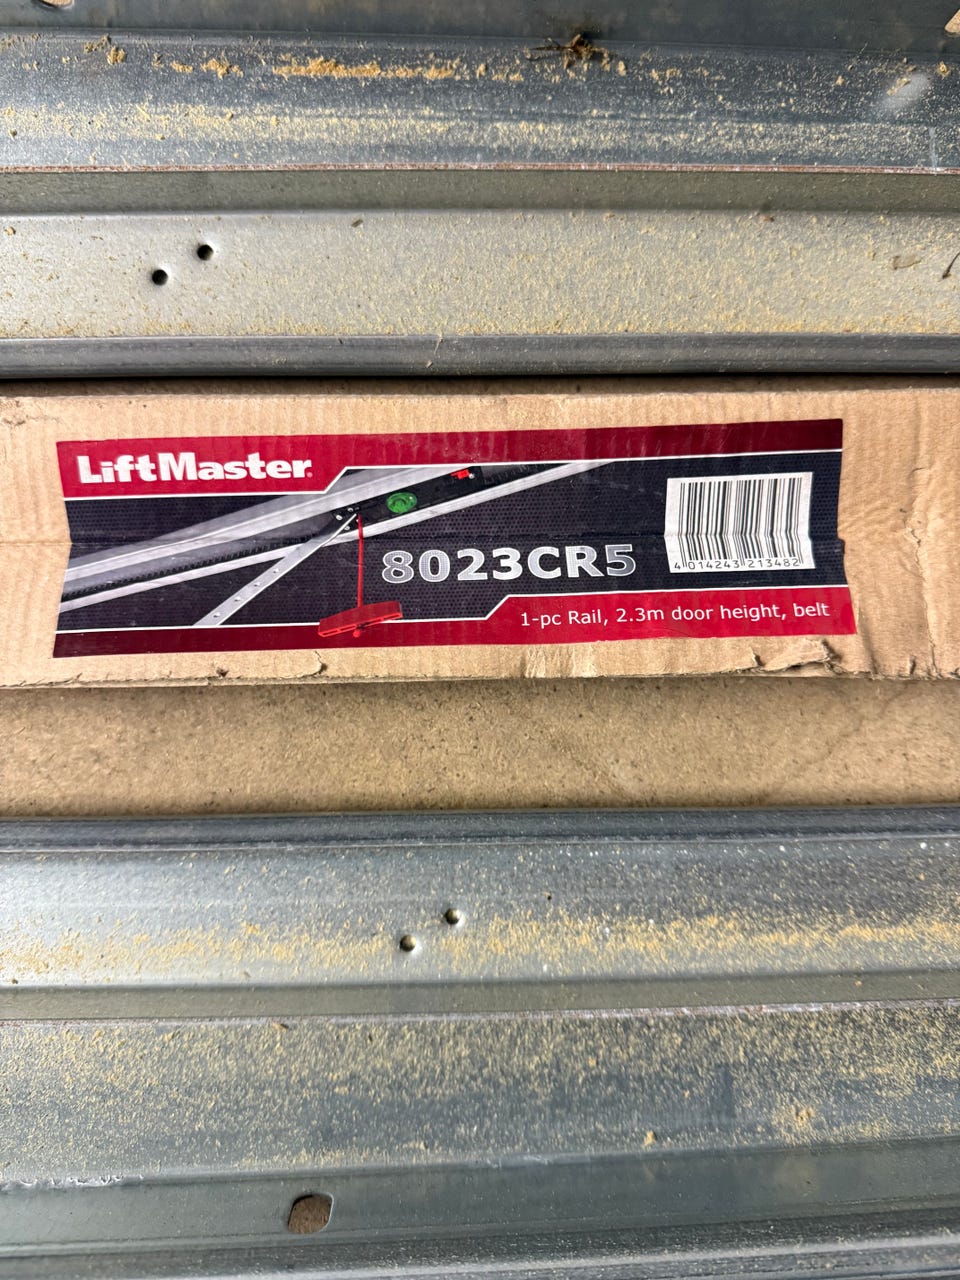 LiftMaster
8023CR5
4 014243 213482
1-pc Rail, 2.3m door height, belt